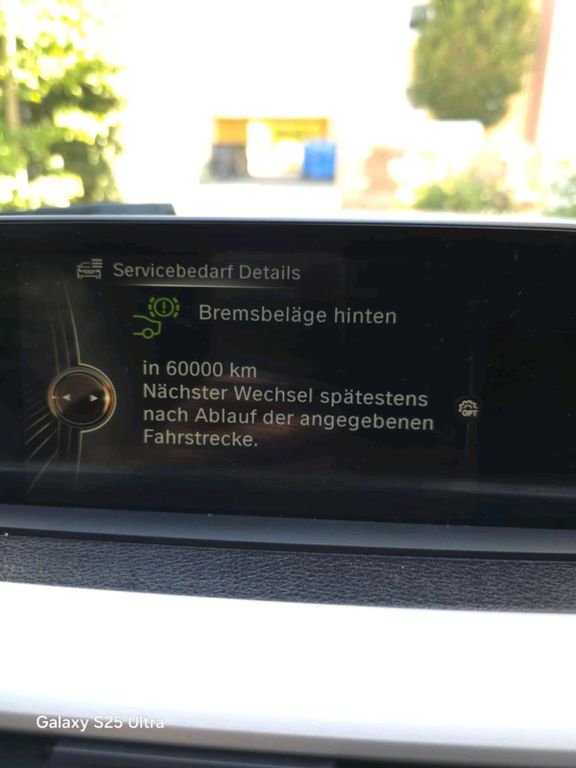 Servicebedarf Details
Bremsbeläge hinten
in 60000 km
Nächster Wechsel spätestens
nach Ablauf der angegebenen
Fahrstrecke.
OPT
Galaxy S25 Ultra